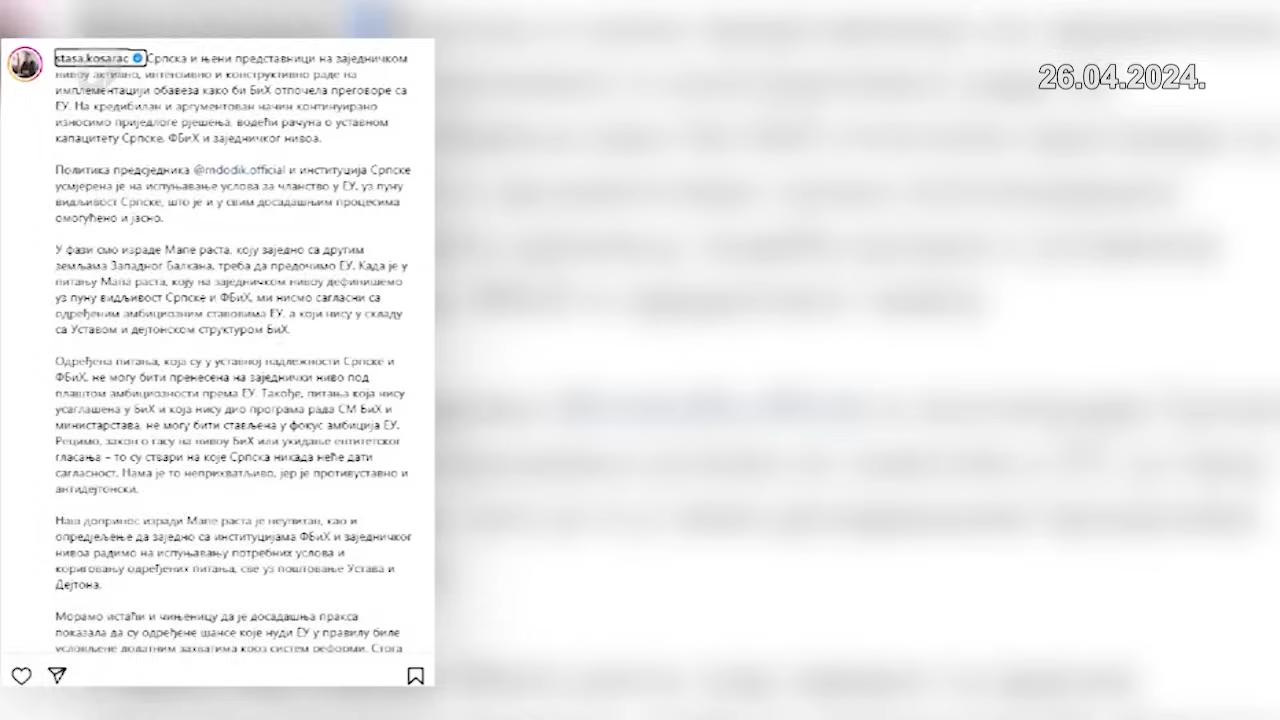 stasa.kosarac Српска и њени представници на заједничком
нивоу активно, интензивно и конструктивно раде на
имплементацији обавеза како би БиХ отпочела преговоре са
ЕУ. На кредибилан и аргументован начин континуирано
износимо приједлоге рјешења, водећи рачуна о уставном
капацитету Српске, ФБиХ и заједничког нивоа.
Политика предсједника @mdodik.official и институција Српске
усмјерена је на испуњавање услова за чланство у ЕУ, уз пуну
видљивост Српске, што је и у свим досадашњим процесима
омогућено и јасно.
У фази смо израде Мапе раста, коју заједно са другим
земљама Западног Балкана, треба да предочимо ЕУ. Када је у
питању Мапа раста, коју на заједничком нивоу дефинишемо
уз пуну видљивост Српске и ФБиХ, ми нисмо сагласни са
одређеним амбициозним ставовима ЕУ, а који нису у складу
са Уставом и дејтонском структуром БиХ.
Одређена питања, која су у уставној надлежности Српске и
ФБиХ, не могу бити пренесена на заједнички ниво под
плаштом амбициозности према ЕУ. Такође, питања која нису
усаглашена у БиХ и која нису дио програма рада СМ БиХ и
министарстава, не могу бити стављена у фокус амбиција ЕУ.
Рецимо, закон о гасу на нивоу БиХ или укидање ентитетског
гласања – то су ствари на које Српска никада неће дати
сагласност. Нама је то неприхватљиво, јер је противуставно и
антидејтонски.
Наш допринос изради Мапе раста је неупитан, као и
опредјељење да заједно са институцијама ФБиХ и заједничког
нивоа радимо на испуњавању потребних услова и
кориговању одређених питања, све уз поштовање Устава и
Дејтона.
Морамо истаћи и чињеницу да је досадашња пракса
показала да су одређене шансе које нуди ЕУ у правилу биле
условљене додатним захватима кроз систем реформи. Стога
26.04.2024.